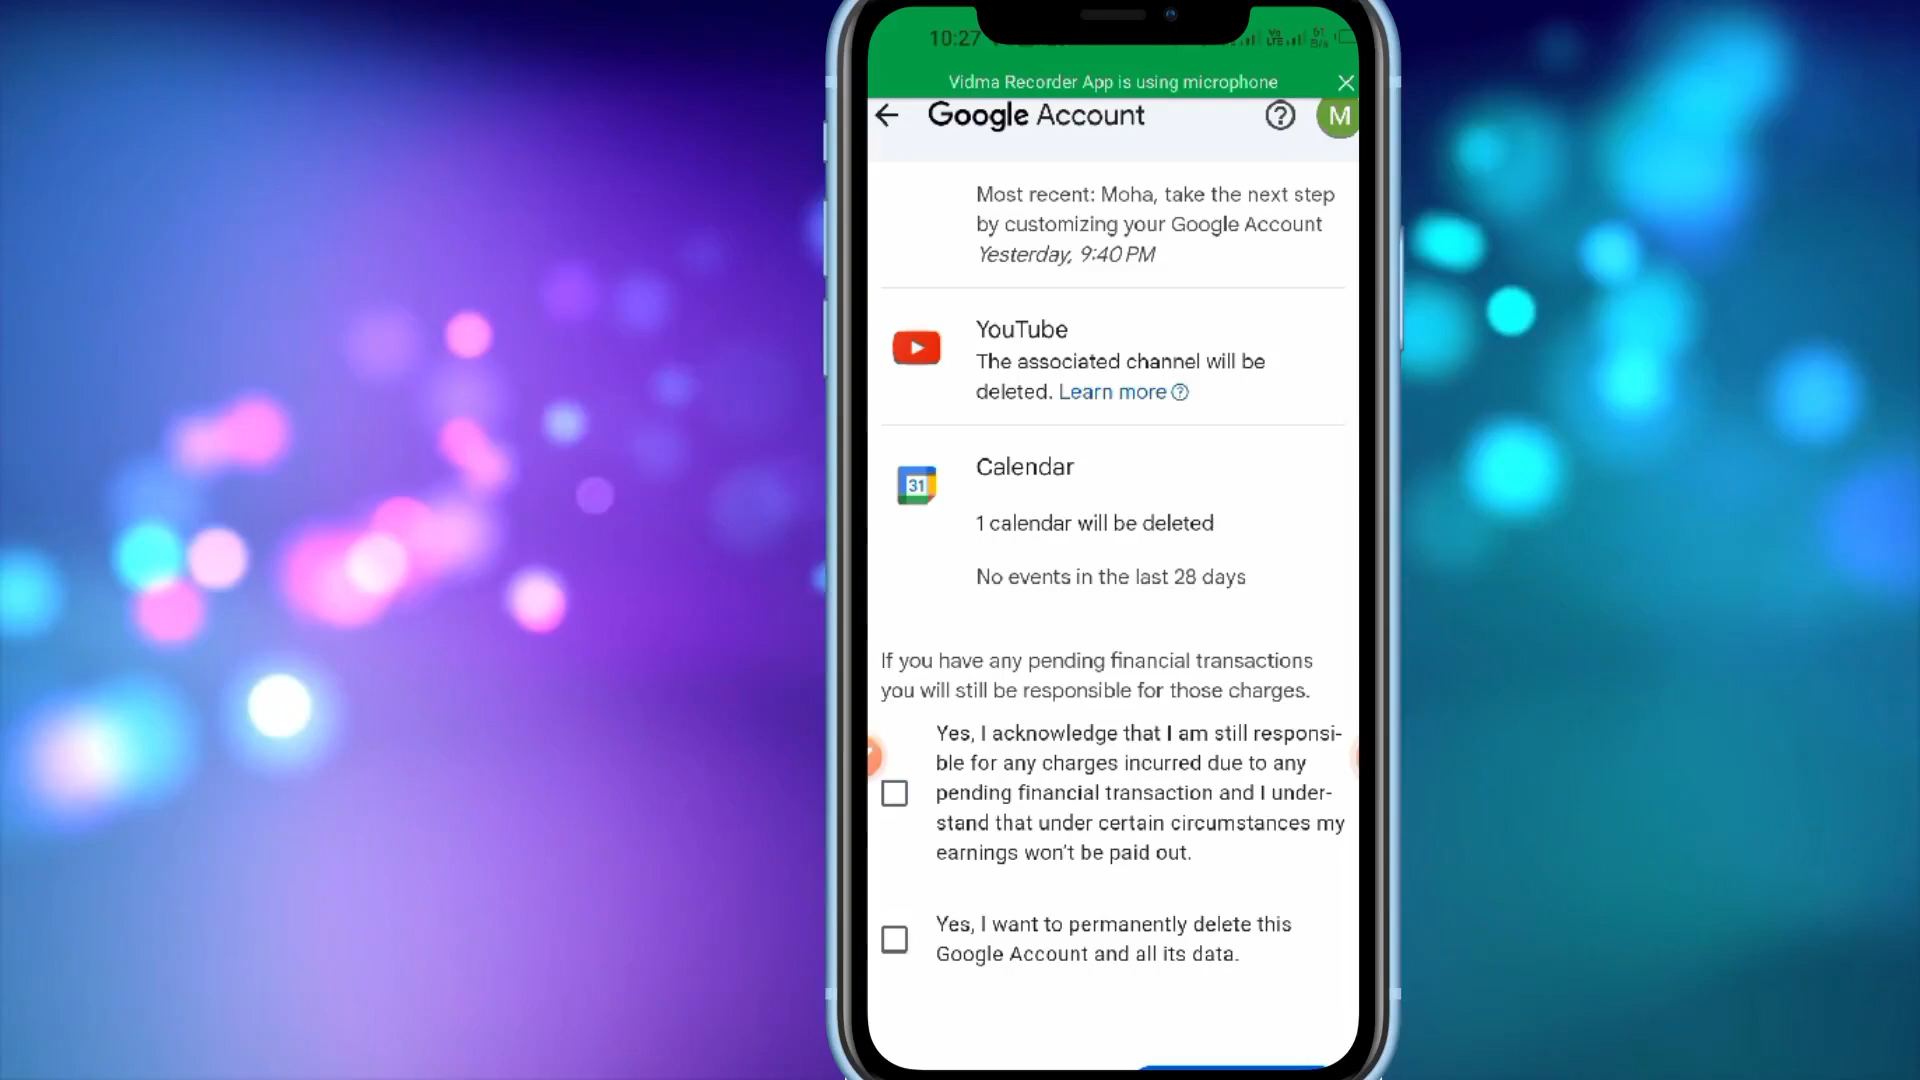 10:27
Vo
LTE
61
B/s
Vidma Recorder App is using microphone
Google Account
M
Most recent: Moha, take the next step
by customizing your Google Account
Yesterday, 9:40 PM
YouTube
The associated channel will be
deleted. Learn more
31
Calendar
1 calendar will be deleted
No events in the last 28 days
If you have any pending financial transactions
you will still be responsible for those charges.
Yes, I acknowledge that I am still responsi-
ble for any charges incurred due to any
pending financial transaction and I under-
stand that under certain circumstances my
earnings won't be paid out.
Yes, I want to permanently delete this
Google Account and all its data.